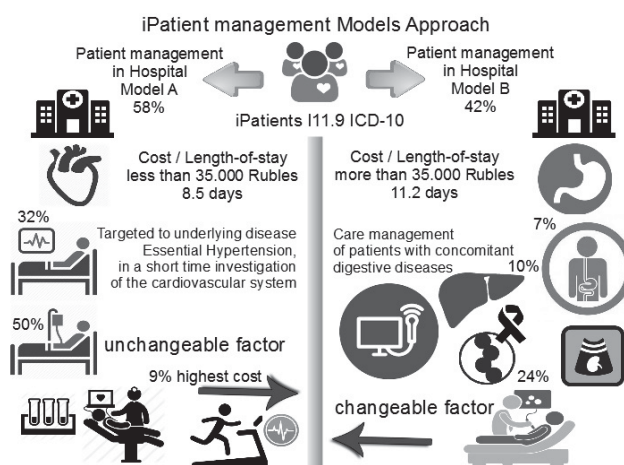 iPatient management Models Approach
Patient management
in Hospital
Model A
58%
Patient management
in Hospital
Model B
42%
iPatients I11.9 ICD-10
Cost / Length-of-stay
less than 35.000 Rubles
8.5 days
Cost / Length-of-stay
more than 35.000 Rubles
11.2 days
32%
Targeted to underlying disease
Essential Hypertension,
in a short time investigation
of the cardiovascular system
7%
Care management
of patients with concomitant
digestive diseases
10%
50%
unchangeable factor
9% highest cost
24%
changeable factor